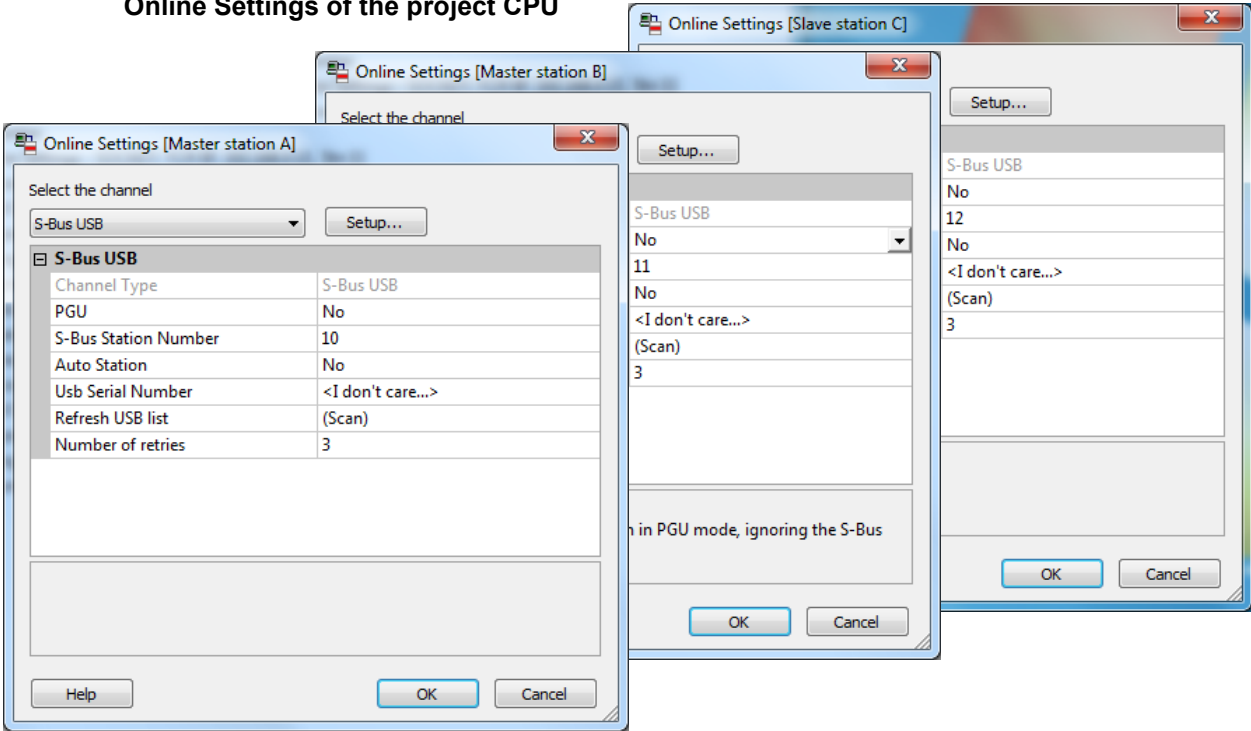 Online Settings of the project CPU
Online Settings [Slave station C]
Setup...
S-Bus USB
No
12
No
<I don't care...>
(Scan)
3
OK Cancel
Online Settings [Master station B]
Select the channel
Setup...
S-Bus USB
No
11
No
<I don't care...>
(Scan)
3
in PGU mode, ignoring the S-Bus
OK Cancel
Online Settings [Master station A]
Select the channel
S-Bus USB Setup...
S-Bus USB
Channel Type S-Bus USB
PGU No
S-Bus Station Number 10
Auto Station No
Usb Serial Number <I don't care...>
Refresh USB list (Scan)
Number of retries 3
Help OK Cancel